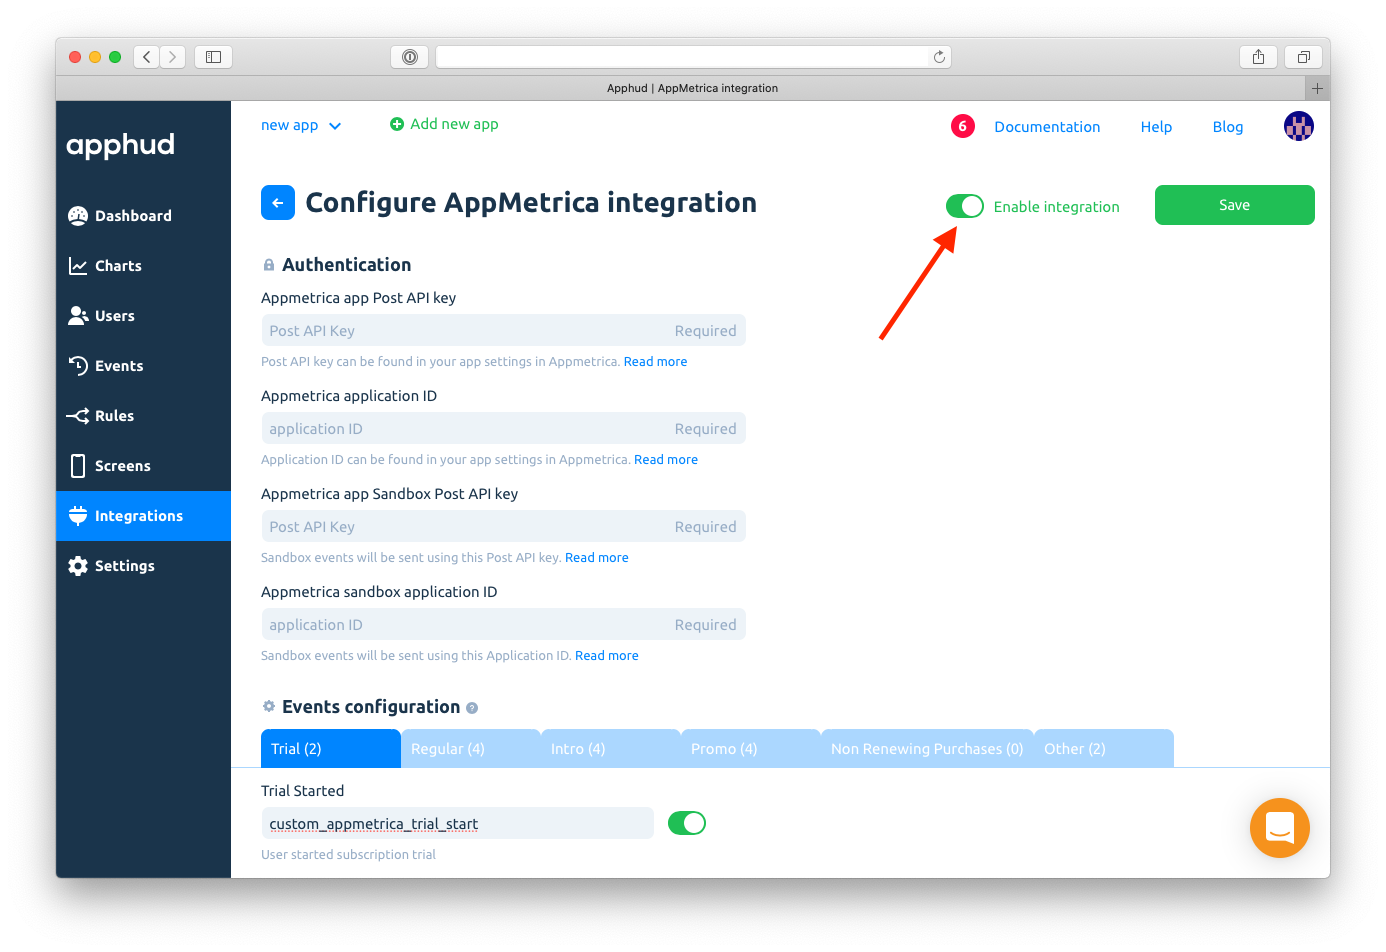 Apphud | AppMetrica integration
apphud
new app
Add new app
6
Documentation
Help
Blog
Dashboard
Charts
Users
Events
Rules
Screens
Integrations
Settings
Configure AppMetrica integration
Enable integration
Save
Authentication
Appmetrica app Post API key
Post API Key Required
Post API key can be found in your app settings in Appmetrica. Read more
Appmetrica application ID
application ID Required
Application ID can be found in your app settings in Appmetrica. Read more
Appmetrica app Sandbox Post API key
Post API Key Required
Sandbox events will be sent using this Post API key. Read more
Appmetrica sandbox application ID
application ID Required
Sandbox events will be sent using this Application ID. Read more
Events configuration ?
Trial (2) Regular (4) Intro (4) Promo (4) Non Renewing Purchases (0) Other (2)
Trial Started
custom_appmetrica_trial_start
User started subscription trial